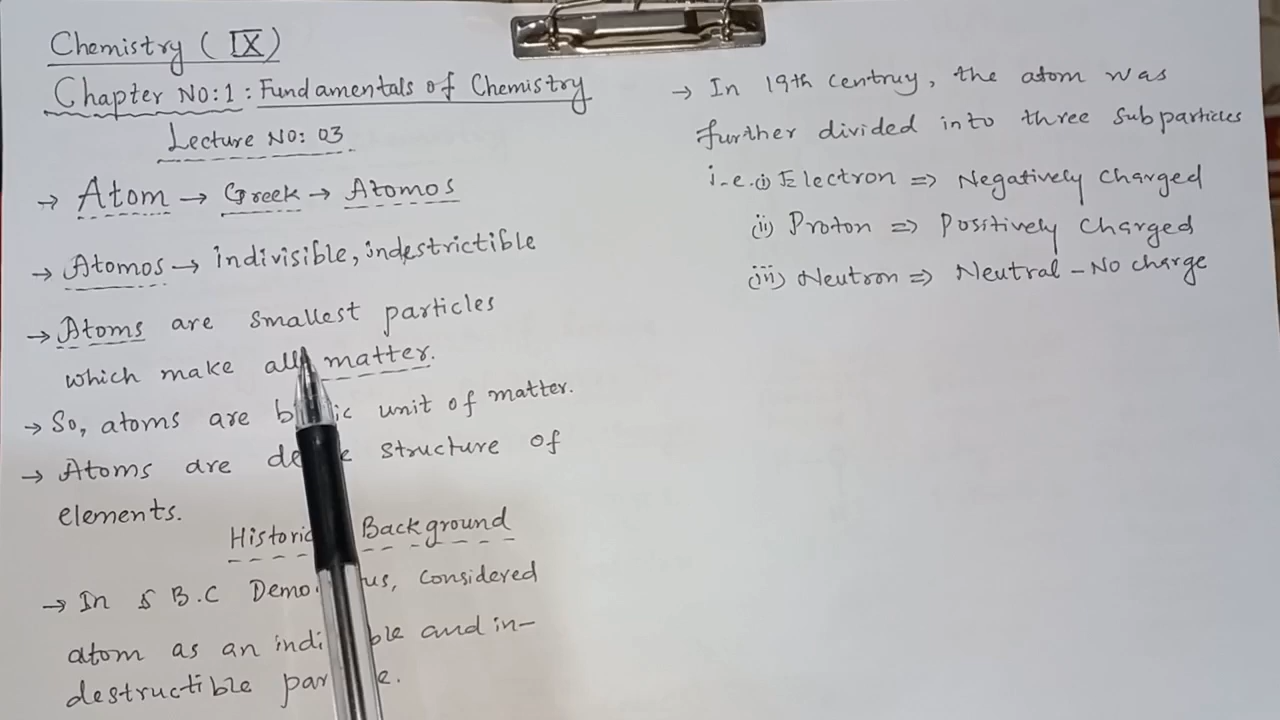 Chemistry (IX)
Chapter No:1: Fundamentals of Chemistry
Lecture No: 03
→ Atom → Greek → Atomos
→ Atomos → indivisible, indestrictible
→ Atoms are smallest particles
which make all matter.
→ So, atoms are unit of matter.
→ Atoms are structure of
elements.
Background
→ In 5 B.C considered
atom as an and in-
destructible
→ In 19th centruy, the atom was
further divided into three subparticles
i.e. (i) Electron => Negatively charged
(ii) Proton => Positively charged
(iii) Neutron => Neutral - No charge